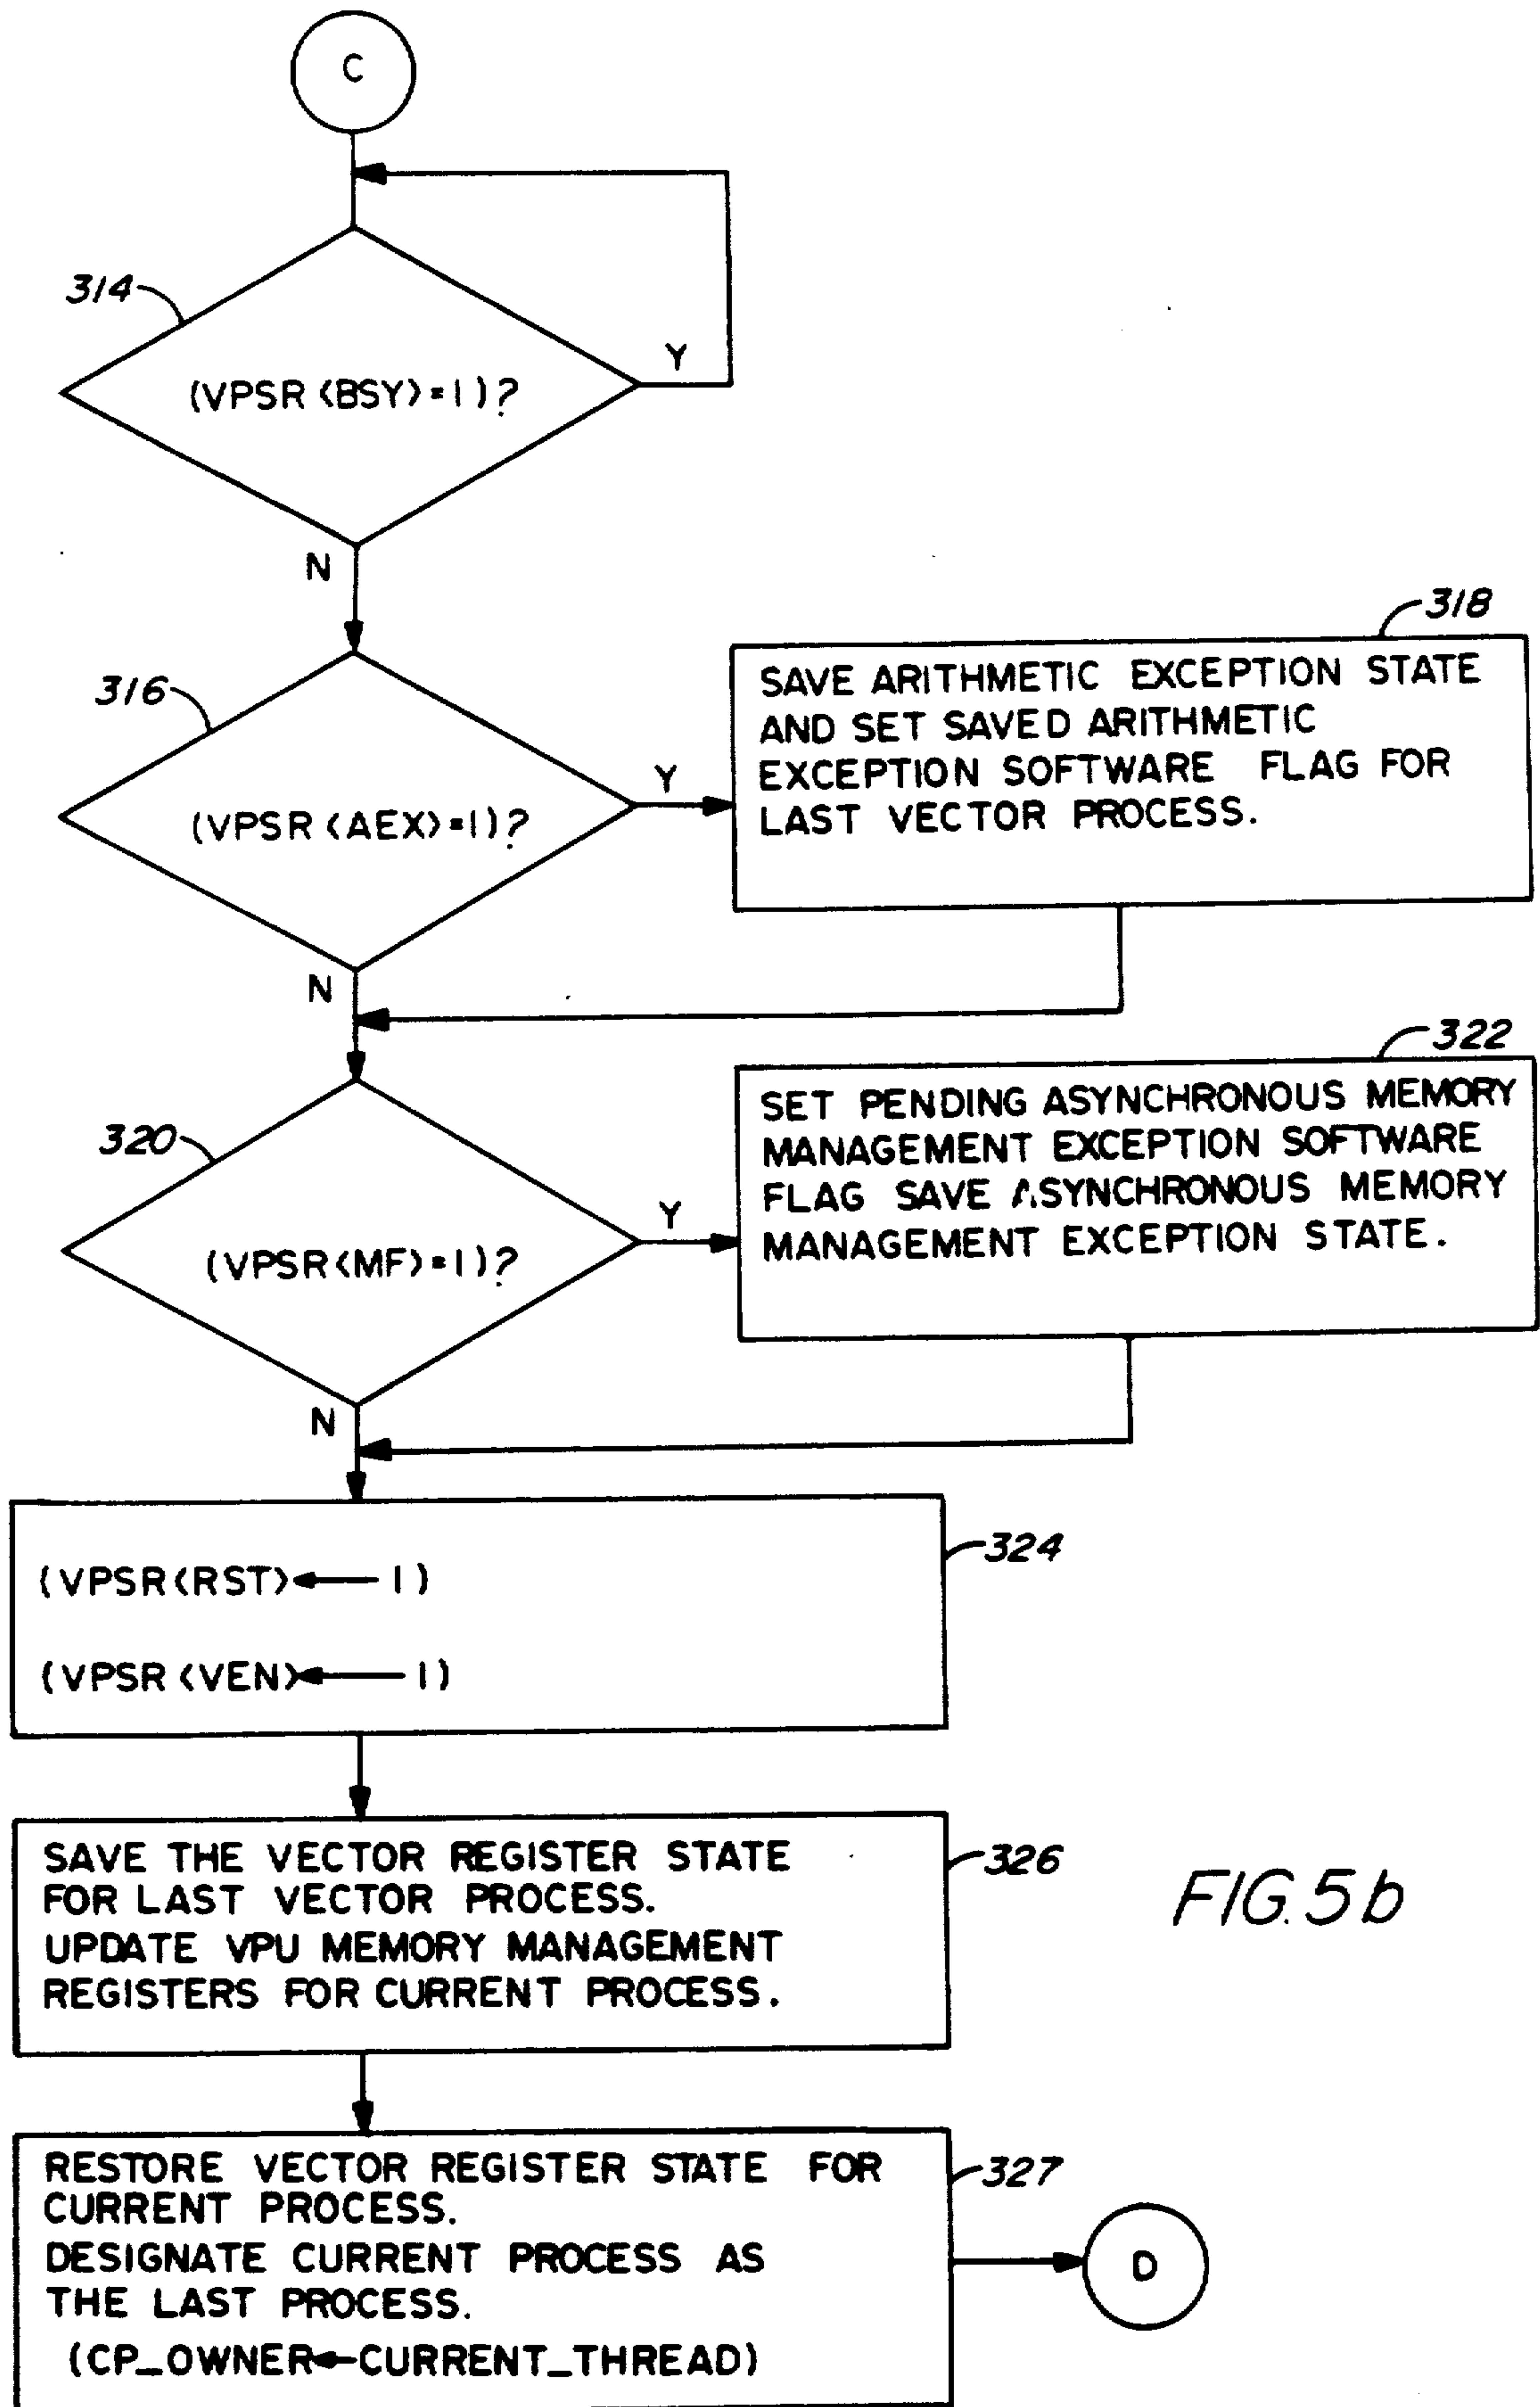 C
314
(VPSR<BSY>=1)?
Y
N
318
SAVE ARITHMETIC EXCEPTION STATE
AND SET SAVED ARITHMETIC
EXCEPTION SOFTWARE FLAG FOR
LAST VECTOR PROCESS.
316
(VPSR<AEX>=1)?
Y
N
322
SET PENDING ASYNCHRONOUS MEMORY
MANAGEMENT EXCEPTION SOFTWARE
FLAG SAVE ASYNCHRONOUS MEMORY
MANAGEMENT EXCEPTION STATE.
320
(VPSR<MF>=1)?
Y
N
324
(VPSR<RST>←1)
(VPSR<VEN>←1)
326
SAVE THE VECTOR REGISTER STATE
FOR LAST VECTOR PROCESS.
UPDATE VPU MEMORY MANAGEMENT
REGISTERS FOR CURRENT PROCESS.
FIG. 5b
327
RESTORE VECTOR REGISTER STATE FOR
CURRENT PROCESS.
DESIGNATE CURRENT PROCESS AS
THE LAST PROCESS.
(CP_OWNER←CURRENT_THREAD)
D